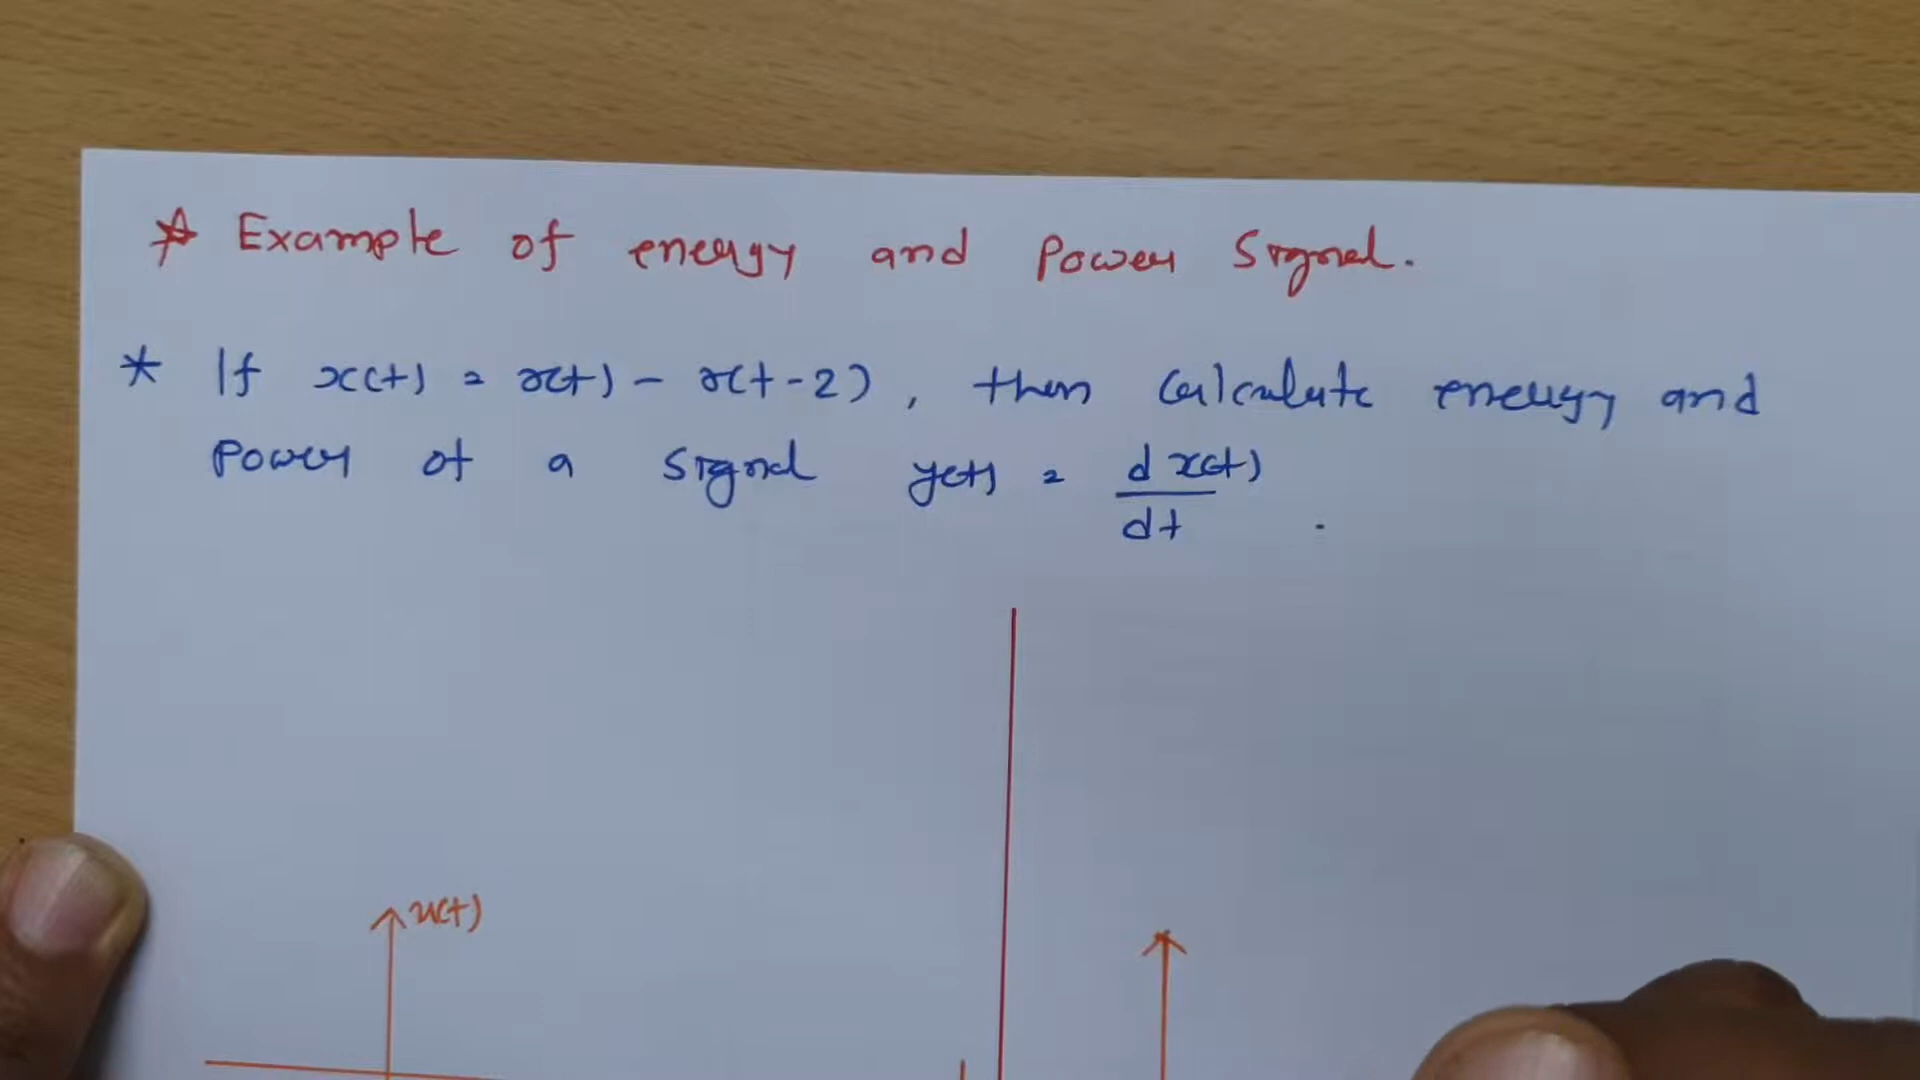 * Example of energy and Power Signal.
* If x(t) = r(t) - r(t-2), then calculate energy and
Power of a signal y(t) = d x(t)
dt .
x(t)